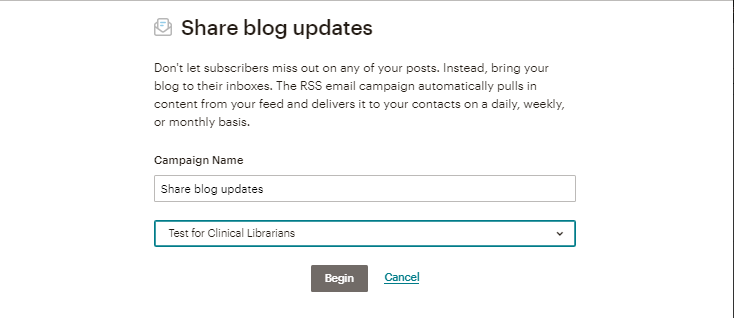 Share blog updates
Don't let subscribers miss out on any of your posts. Instead, bring your
blog to their inboxes. The RSS email campaign automatically pulls in
content from your feed and delivers it to your contacts on a daily, weekly,
or monthly basis.
Campaign Name
Share blog updates
Test for Clinical Librarians
Begin Cancel